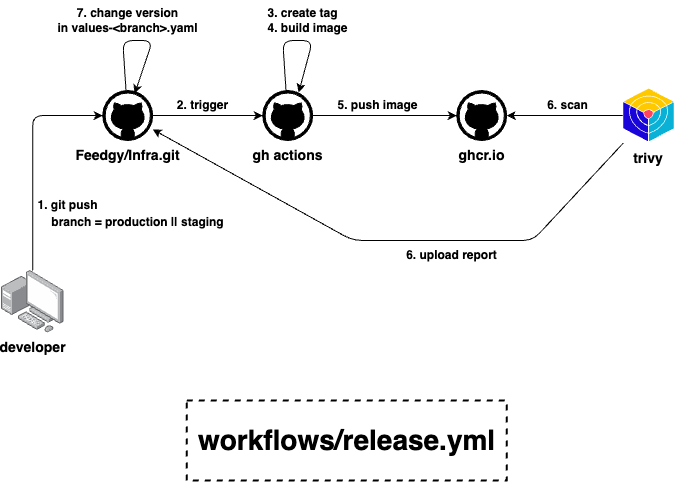 7. change version
in values-<branch>.yaml
3. create tag
4. build image
2. trigger
5. push image
6. scan
Feedgy/Infra.git
gh actions
ghcr.io
trivy
1. git push
branch = production || staging
6. upload report
developer
workflows/release.yml